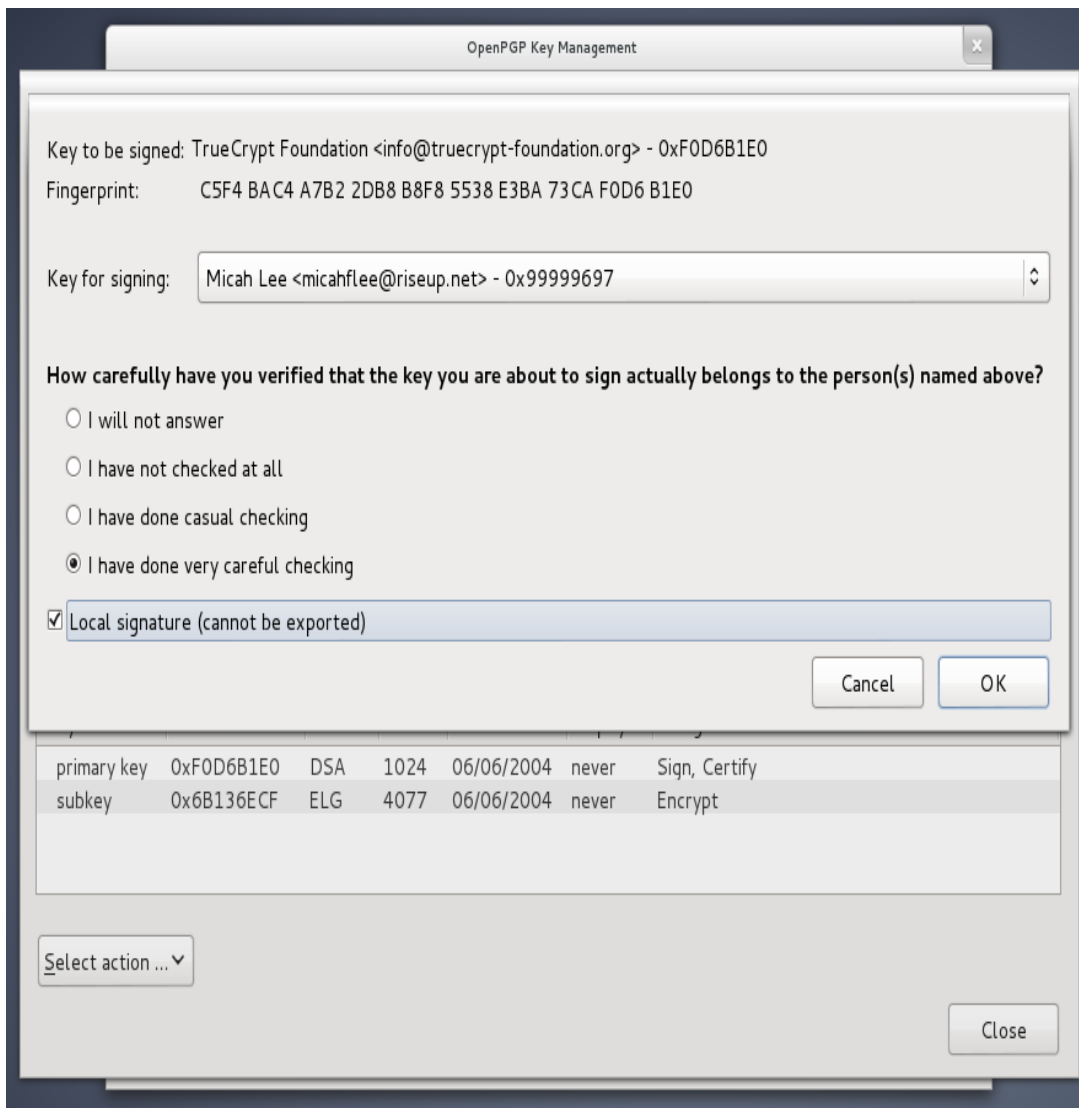 OpenPGP Key Management
x
Key to be signed: TrueCrypt Foundation <info@truecrypt-foundation.org> - 0xF0D6B1E0
Fingerprint: C5F4 BAC4 A7B2 2DB8 B8F8 5538 E3BA 73CA F0D6 B1E0
Key for signing: Micah Lee <micahflee@riseup.net> - 0x99999697
How carefully have you verified that the key you are about to sign actually belongs to the person(s) named above?
I will not answer
I have not checked at all
I have done casual checking
I have done very careful checking
Local signature (cannot be exported)
Cancel OK
primary key 0xF0D6B1E0 DSA 1024 06/06/2004 never Sign, Certify
subkey 0x6B136ECF ELG 4077 06/06/2004 never Encrypt
Select action ...
Close